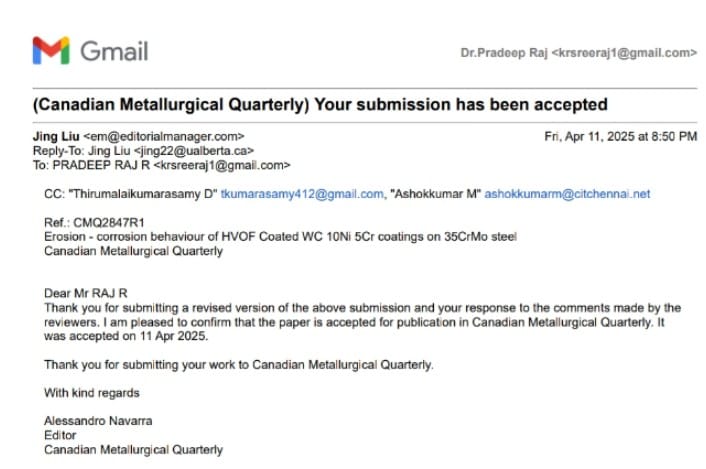 Gmail
Dr.Pradeep Raj <krsreeraj1@gmail.com>
(Canadian Metallurgical Quarterly) Your submission has been accepted
Jing Liu <em@editorialmanager.com>
Fri, Apr 11, 2025 at 8:50 PM
Reply-To: Jing Liu <jing22@ualberta.ca>
To: PRADEEP RAJ R <krsreeraj1@gmail.com>
CC: "Thirumalaikumarasamy D" tkumarasamy412@gmail.com, "Ashokkumar M" ashokkumarm@citchennai.net
Ref.: CMQ2847R1
Erosion - corrosion behaviour of HVOF Coated WC 10Ni 5Cr coatings on 35CrMo steel
Canadian Metallurgical Quarterly
Dear Mr RAJ R
Thank you for submitting a revised version of the above submission and your response to the comments made by the
reviewers. I am pleased to confirm that the paper is accepted for publication in Canadian Metallurgical Quarterly. It
was accepted on 11 Apr 2025.
Thank you for submitting your work to Canadian Metallurgical Quarterly.
With kind regards
Alessandro Navarra
Editor
Canadian Metallurgical Quarterly